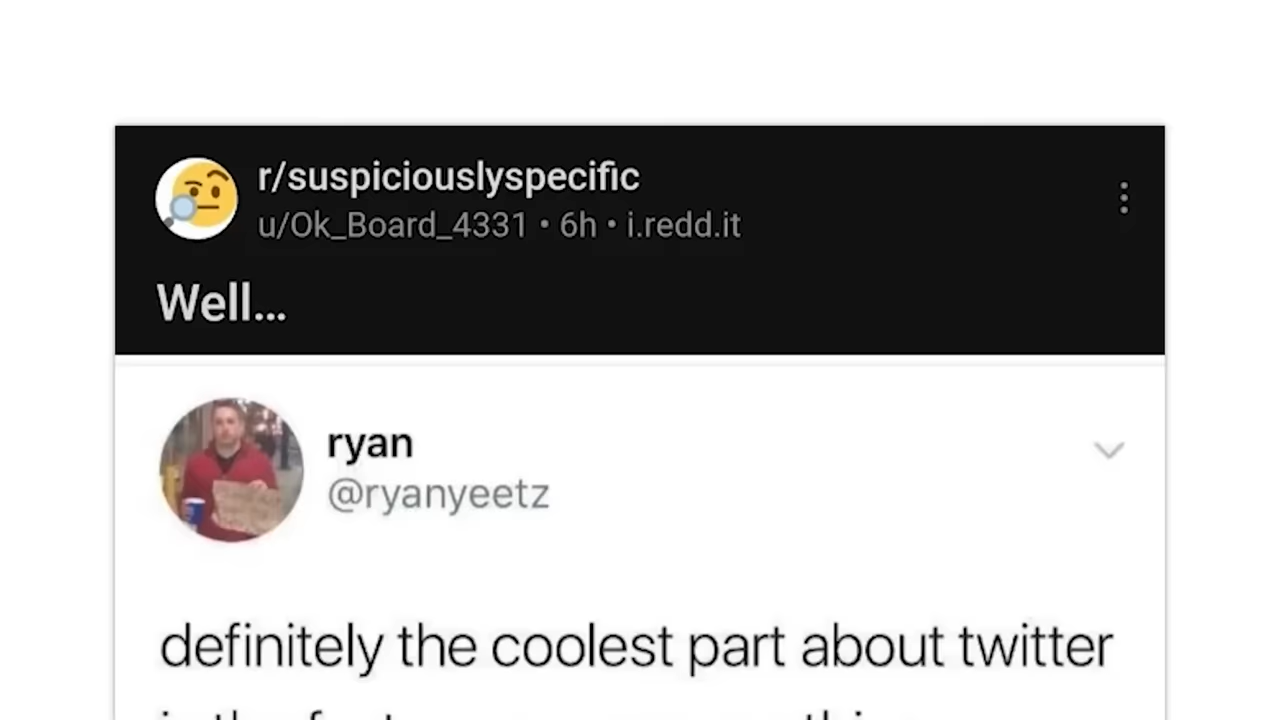 r/suspiciouslyspecific
u/Ok_Board_4331 • 6h • i.redd.it
Well...
ryan
@ryanyeetz
definitely the coolest part about twitter